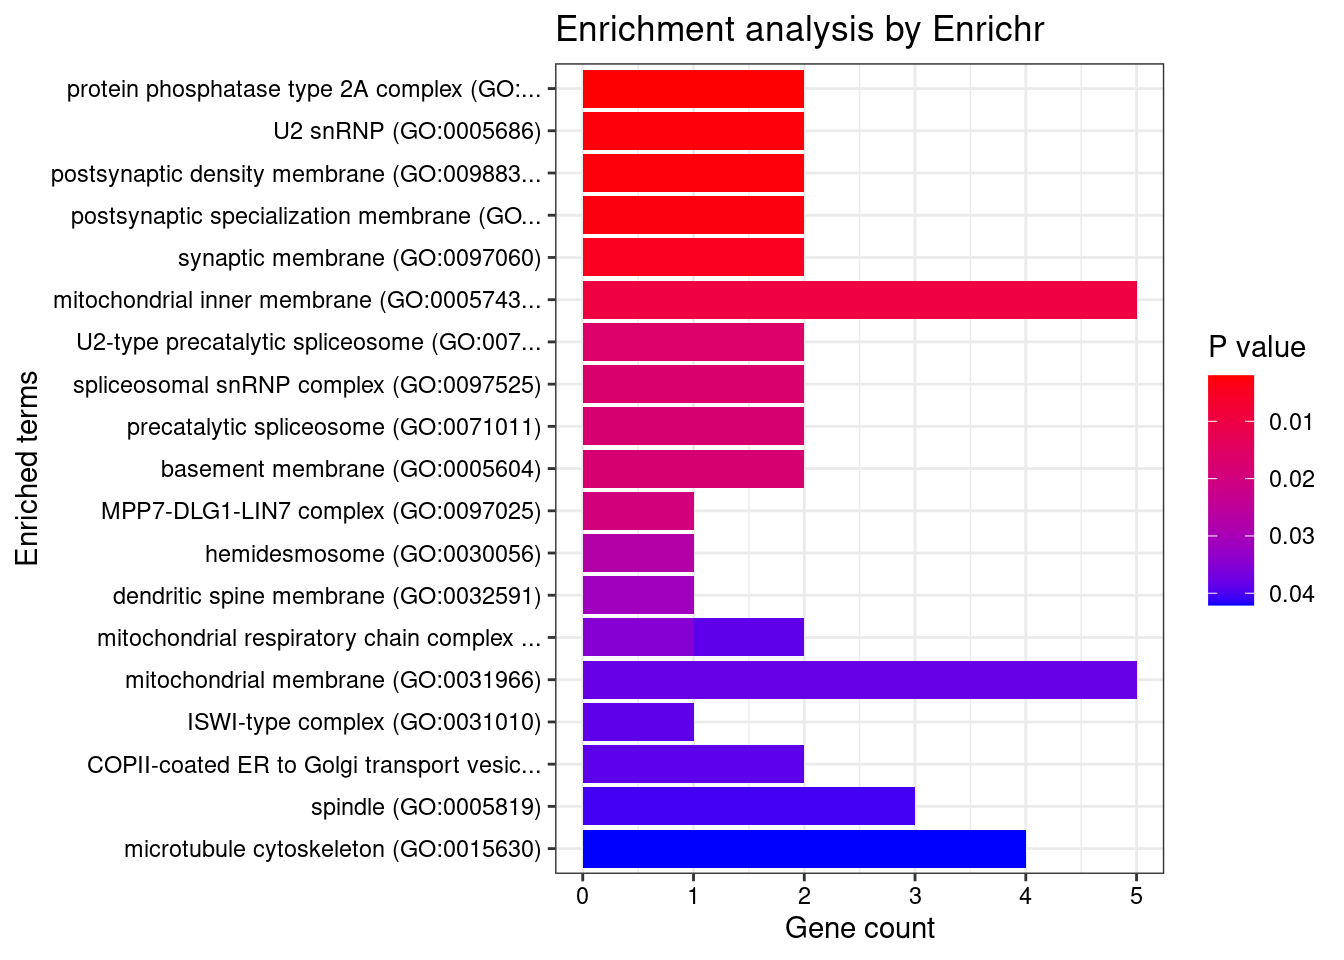 Enrichment analysis by Enrichr
protein phosphatase type 2A complex (GO:...
U2 snRNP (GO:0005686)
postsynaptic density membrane (GO:009883...
postsynaptic specialization membrane (GO...
synaptic membrane (GO:0097060)
mitochondrial inner membrane (GO:0005743...
U2-type precatalytic spliceosome (GO:007...
spliceosomal snRNP complex (GO:0097525)
precatalytic spliceosome (GO:0071011)
basement membrane (GO:0005604)
MPP7-DLG1-LIN7 complex (GO:0097025)
hemidesmosome (GO:0030056)
dendritic spine membrane (GO:0032591)
mitochondrial respiratory chain complex ...
mitochondrial membrane (GO:0031966)
ISWI-type complex (GO:0031010)
COPII-coated ER to Golgi transport vesic...
spindle (GO:0005819)
microtubule cytoskeleton (GO:0015630)
Enriched terms
0 1 2 3 4 5
Gene count
P value
0.01
0.02
0.03
0.04